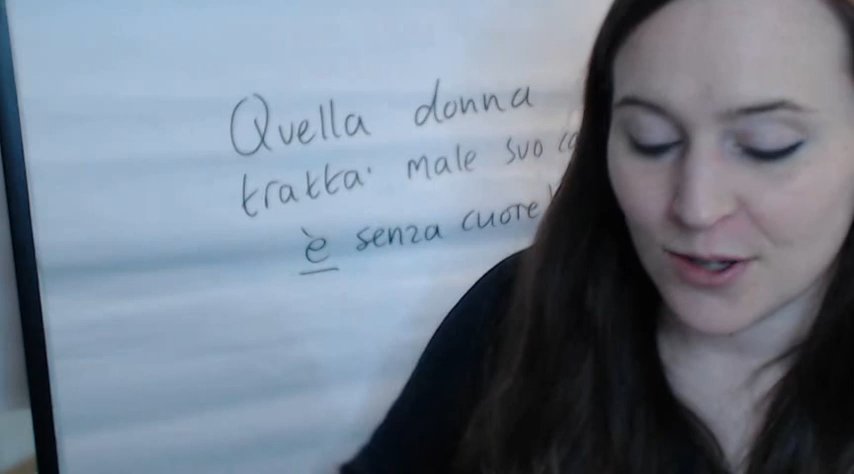 Quella donna
tratta male suo
è senza cuore!